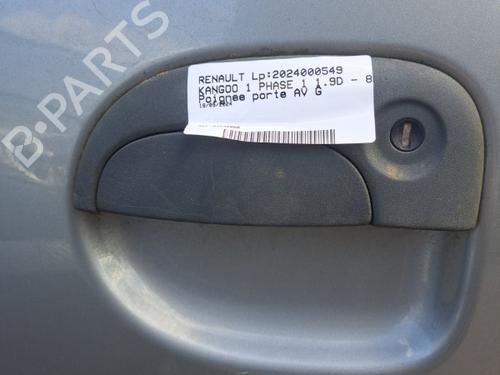 RENAULT Lp:2024000549
KANGOO 1 PHASE 1 1.9D - 8
Poignee porte AV G
B-PARTS